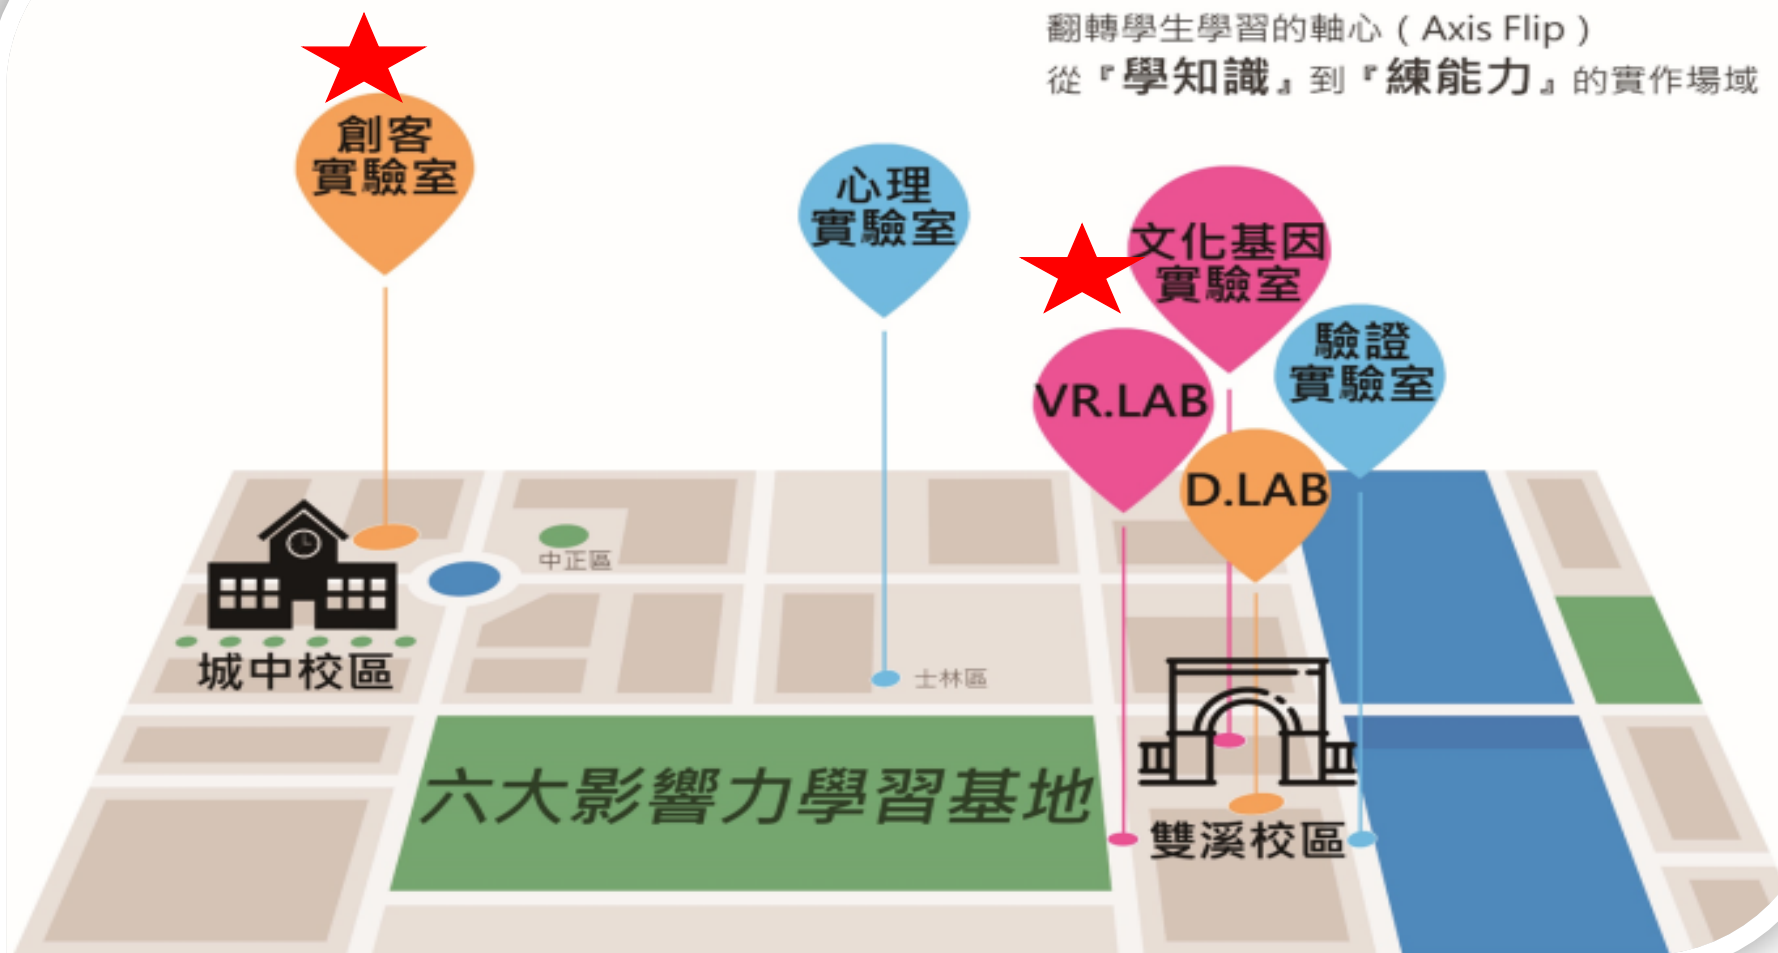 翻轉學生學習的軸心（Axis Flip）
從『學知識』到『練能力』的實作場域
創客
實驗室
心理
實驗室
文化基因
實驗室
驗證
實驗室
VR.LAB
D.LAB
中正區
城中校區
士林區
六大影響力學習基地
雙溪校區